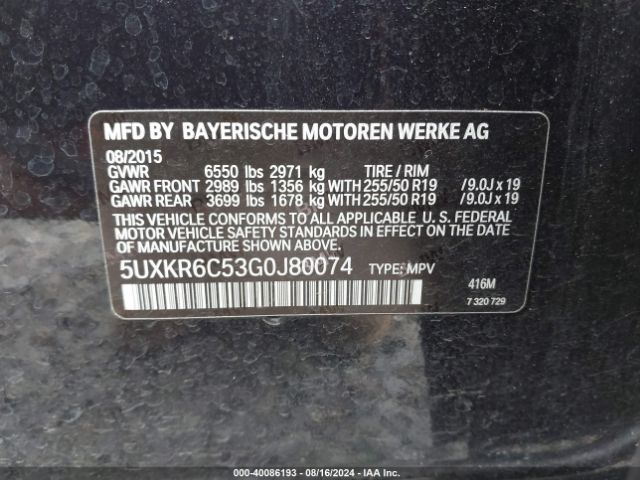 MFD BY BAYERISCHE MOTOREN WERKE AG
08/2015
GVWR 6550 lbs 2971 kg TIRE / RIM
GAWR FRONT 2989 lbs 1356 kg WITH 255/50 R19 / 9.0J x 19
GAWR REAR 3699 lbs 1678 kg WITH 255/50 R19 / 9.0J x 19
THIS VEHICLE CONFORMS TO ALL APPLICABLE U. S. FEDERAL
MOTOR VEHICLE SAFETY STANDARDS IN EFFECT ON THE DATE
OF MANUFACTURE SHOWN ABOVE.
5UXKR6C53G0J80074 TYPE: MPV
416M
7 320 729
000-40086193 - 08/16/2024 - IAA Inc.